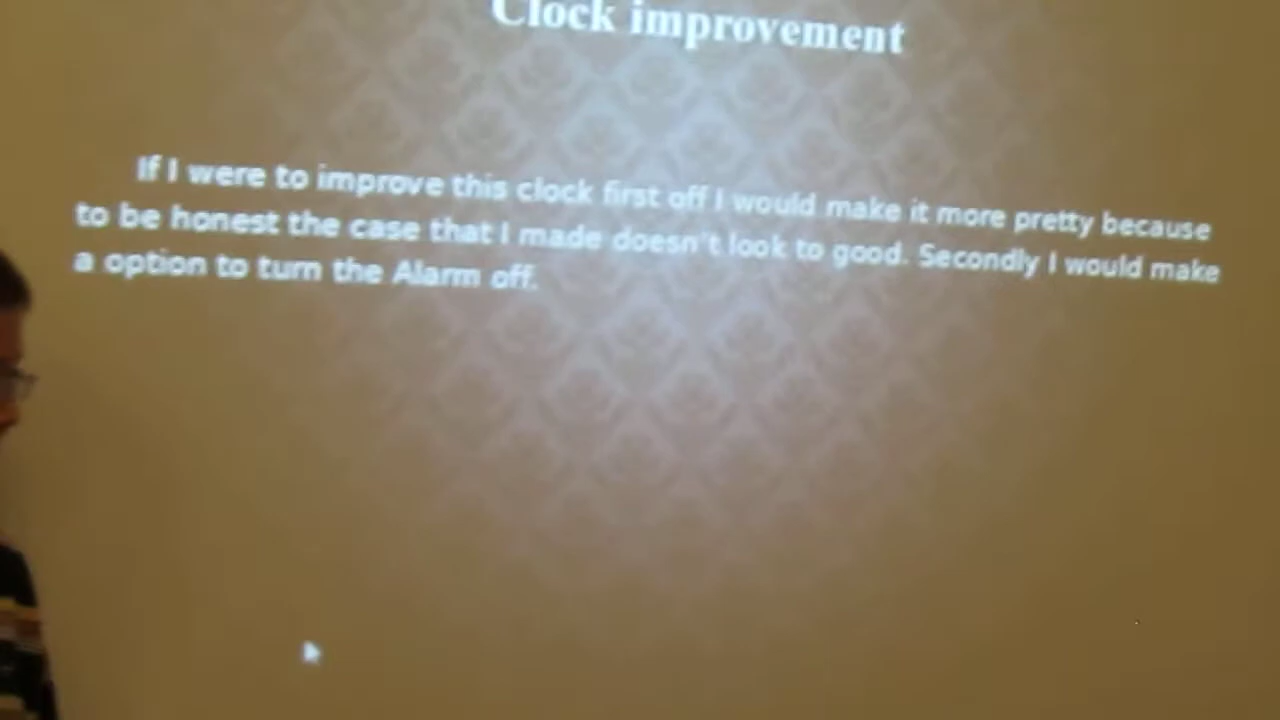 Clock improvement
If I were to improve this clock first off I would make it more pretty because
to be honest the case that I made doesn't look to good. Secondly I would make
a option to turn the Alarm off.